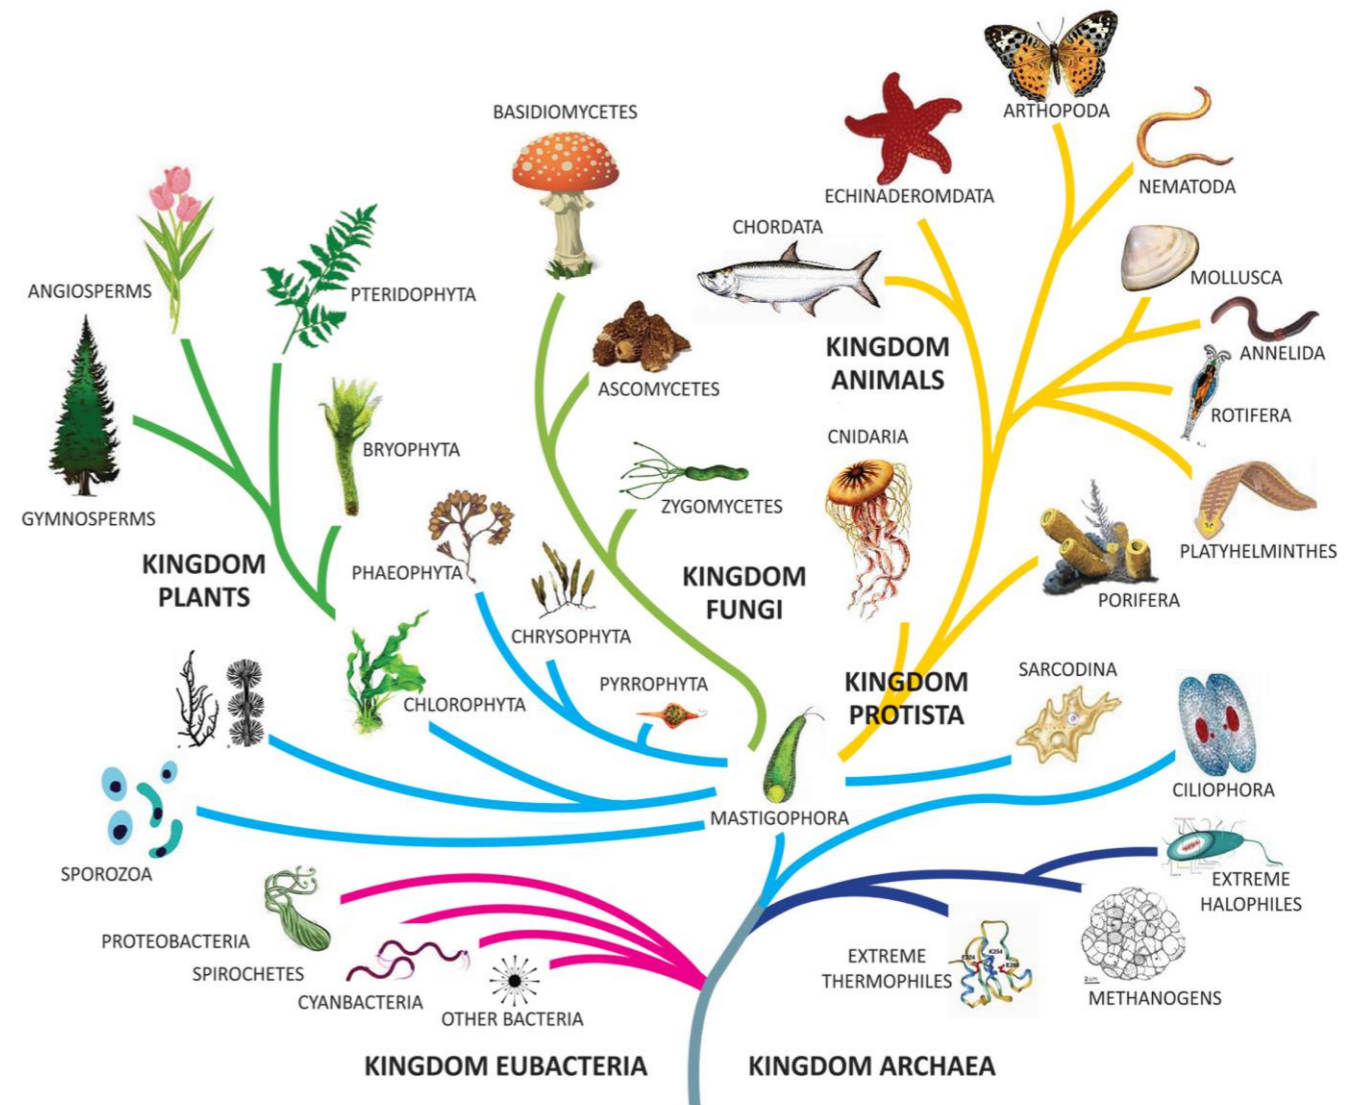 ARTHOPODA
BASIDIOMYCETES
NEMATODA
ECHINADEROMDATA
CHORDATA
MOLLUSCA
ANGIOSPERMS
PTERIDOPHYTA
KINGDOM
ANIMALS
ANNELIDA
ASCOMYCETES
ROTIFERA
CNIDARIA
BRYOPHYTA
ZYGOMYCETES
GYMNOSPERMS
PLATYHELMINTHES
KINGDOM
PLANTS
PHAEOPHYTA
KINGDOM
FUNGI
PORIFERA
CHRYSOPHYTA
SARCODINA
PYRROPHYTA
KINGDOM
PROTISTA
CHLOROPHYTA
CILIOPHORA
MASTIGOPHORA
SPOROZOA
EXTREME
HALOPHILES
PROTEOBACTERIA
SPIROCHETES
CYANBACTERIA
OTHER BACTERIA
EXTREME
THERMOPHILES
K254
METHANOGENS
KINGDOM EUBACTERIA
KINGDOM ARCHAEA